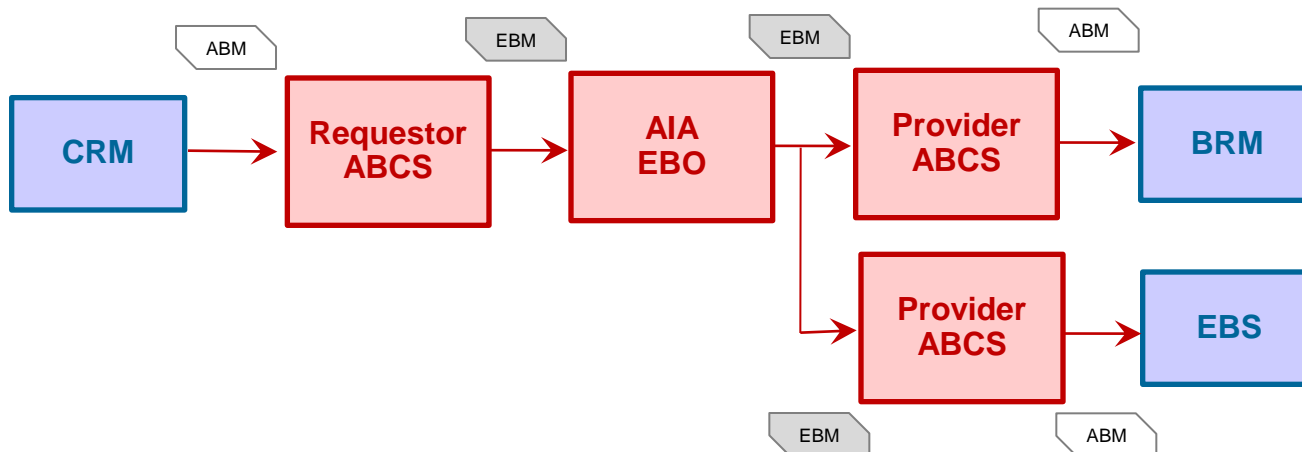 ABM
EBM
EBM
ABM
CRM
Requestor
ABCS
AIA
EBO
Provider
ABCS
BRM
Provider
ABCS
EBS
EBM
ABM